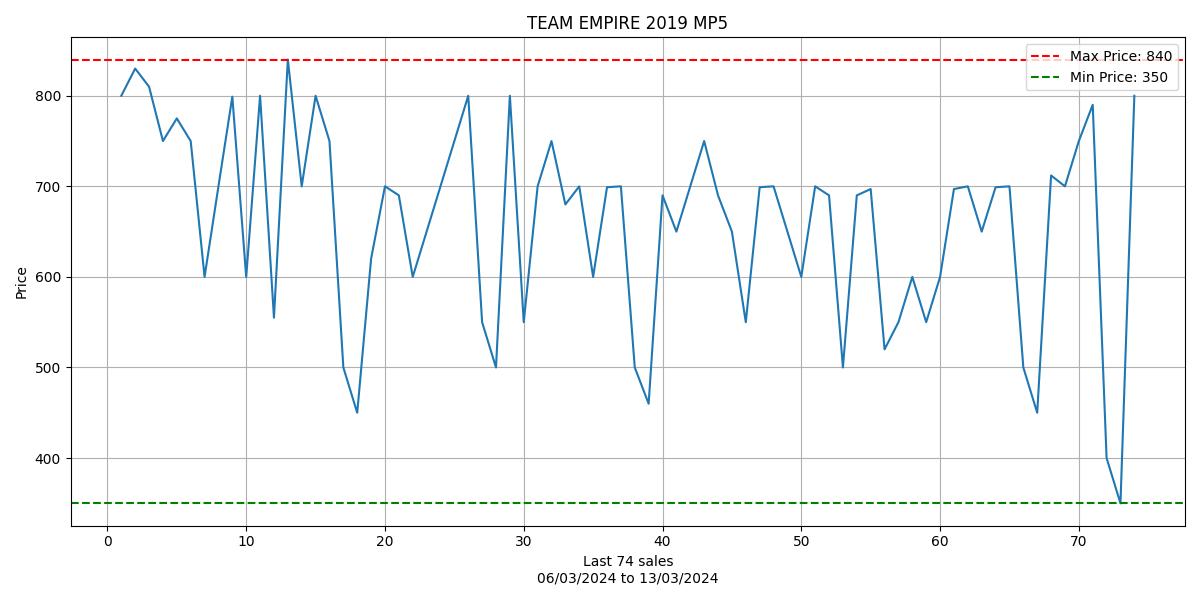 TEAM EMPIRE 2019 MP5
Max Price: 840
Min Price: 350
Price
800
700
600
500
400
0 10 20 30 40 50 60 70
Last 74 sales
06/03/2024 to 13/03/2024